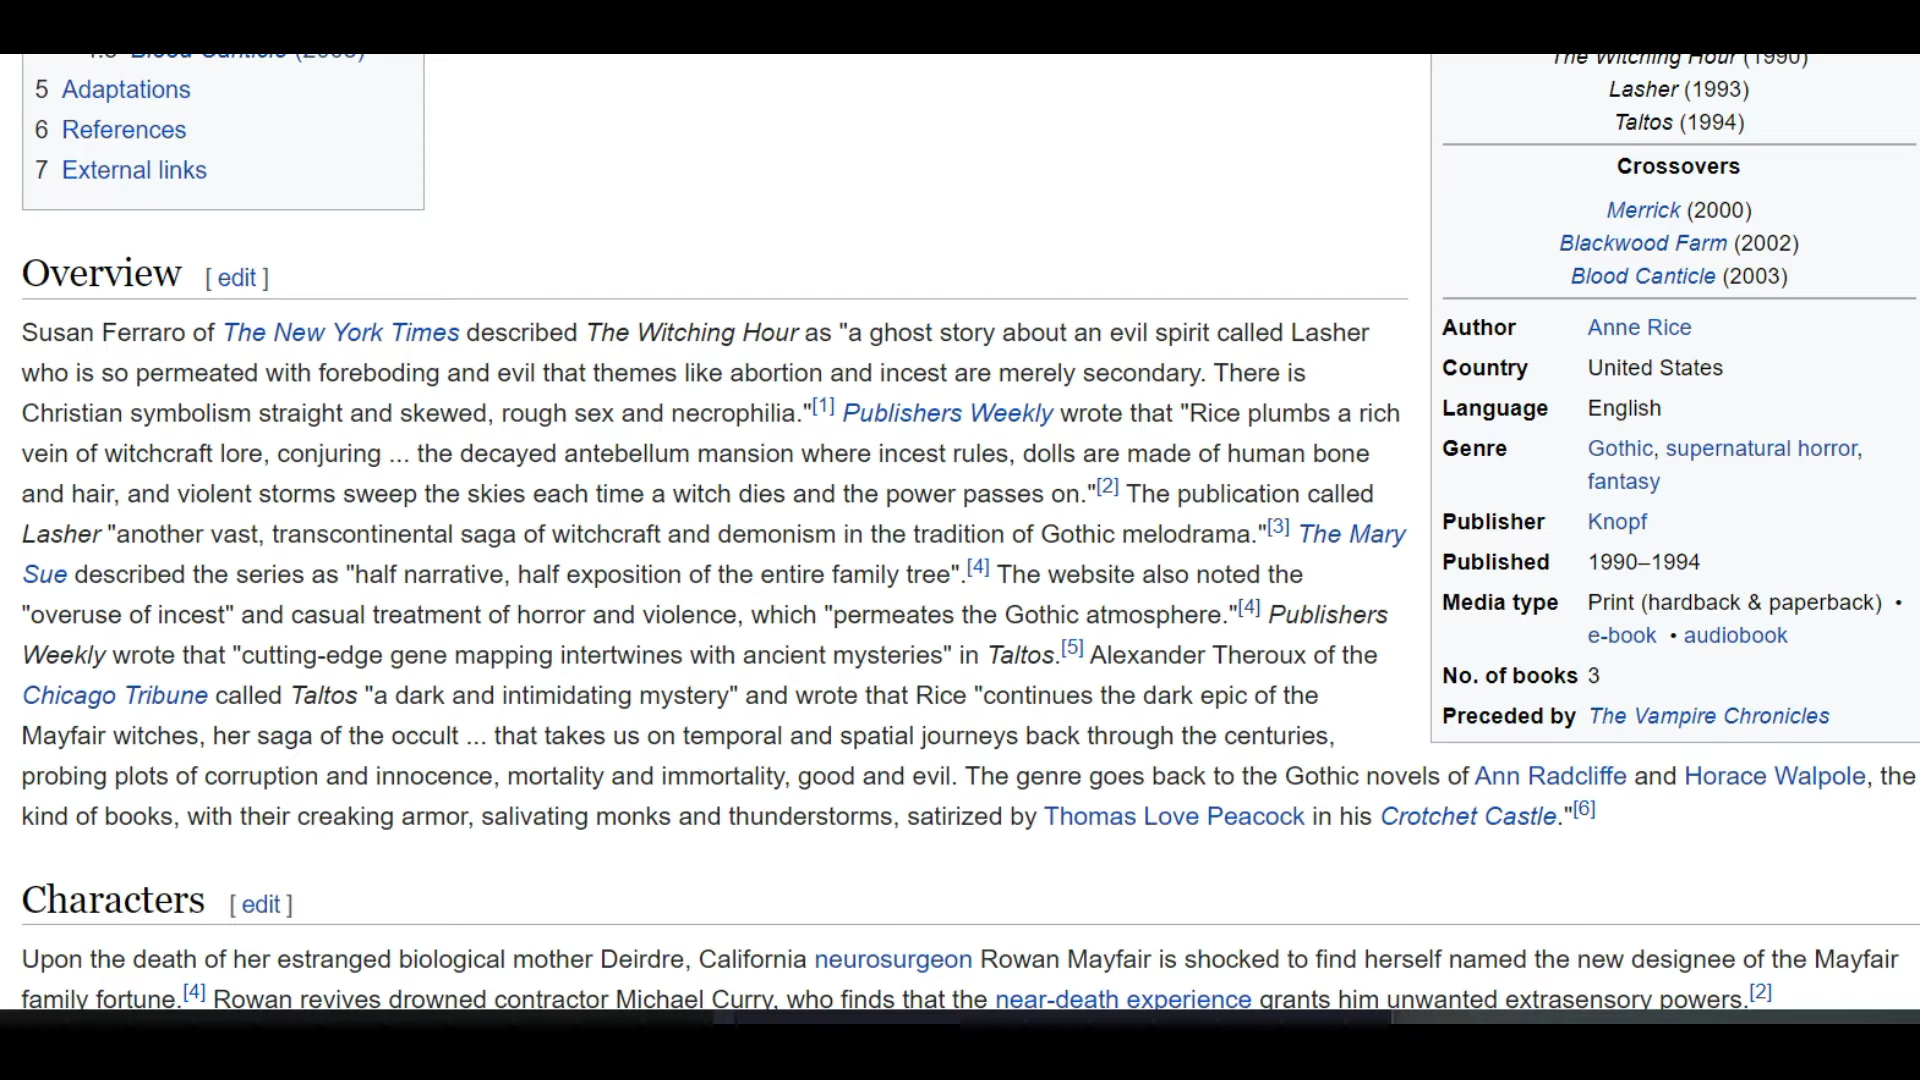 4.3 Blood Canticle (2003)
5 Adaptations
6 References
7 External links
The Witching Hour (1990)
Lasher (1993)
Taltos (1994)
Crossovers
Merrick (2000)
Blackwood Farm (2002)
Blood Canticle (2003)
Author Anne Rice
Country United States
Language English
Genre Gothic, supernatural horror,
fantasy
Publisher Knopf
Published 1990–1994
Media type Print (hardback & paperback) •
e-book • audiobook
No. of books 3
Preceded by The Vampire Chronicles
Overview [ edit ]
Susan Ferraro of The New York Times described The Witching Hour as "a ghost story about an evil spirit called Lasher
who is so permeated with foreboding and evil that themes like abortion and incest are merely secondary. There is
Christian symbolism straight and skewed, rough sex and necrophilia."[1] Publishers Weekly wrote that "Rice plumbs a rich
vein of witchcraft lore, conjuring ... the decayed antebellum mansion where incest rules, dolls are made of human bone
and hair, and violent storms sweep the skies each time a witch dies and the power passes on."[2] The publication called
Lasher "another vast, transcontinental saga of witchcraft and demonism in the tradition of Gothic melodrama."[3] The Mary
Sue described the series as "half narrative, half exposition of the entire family tree".[4] The website also noted the
"overuse of incest" and casual treatment of horror and violence, which "permeates the Gothic atmosphere."[4] Publishers
Weekly wrote that "cutting-edge gene mapping intertwines with ancient mysteries" in Taltos.[5] Alexander Theroux of the
Chicago Tribune called Taltos "a dark and intimidating mystery" and wrote that Rice "continues the dark epic of the
Mayfair witches, her saga of the occult ... that takes us on temporal and spatial journeys back through the centuries,
probing plots of corruption and innocence, mortality and immortality, good and evil. The genre goes back to the Gothic novels of Ann Radcliffe and Horace Walpole, the
kind of books, with their creaking armor, salivating monks and thunderstorms, satirized by Thomas Love Peacock in his Crotchet Castle."[6]
Characters [ edit ]
Upon the death of her estranged biological mother Deirdre, California neurosurgeon Rowan Mayfair is shocked to find herself named the new designee of the Mayfair
family fortune.[4] Rowan revives drowned contractor Michael Curry, who finds that the near-death experience grants him unwanted extrasensory powers.[2]